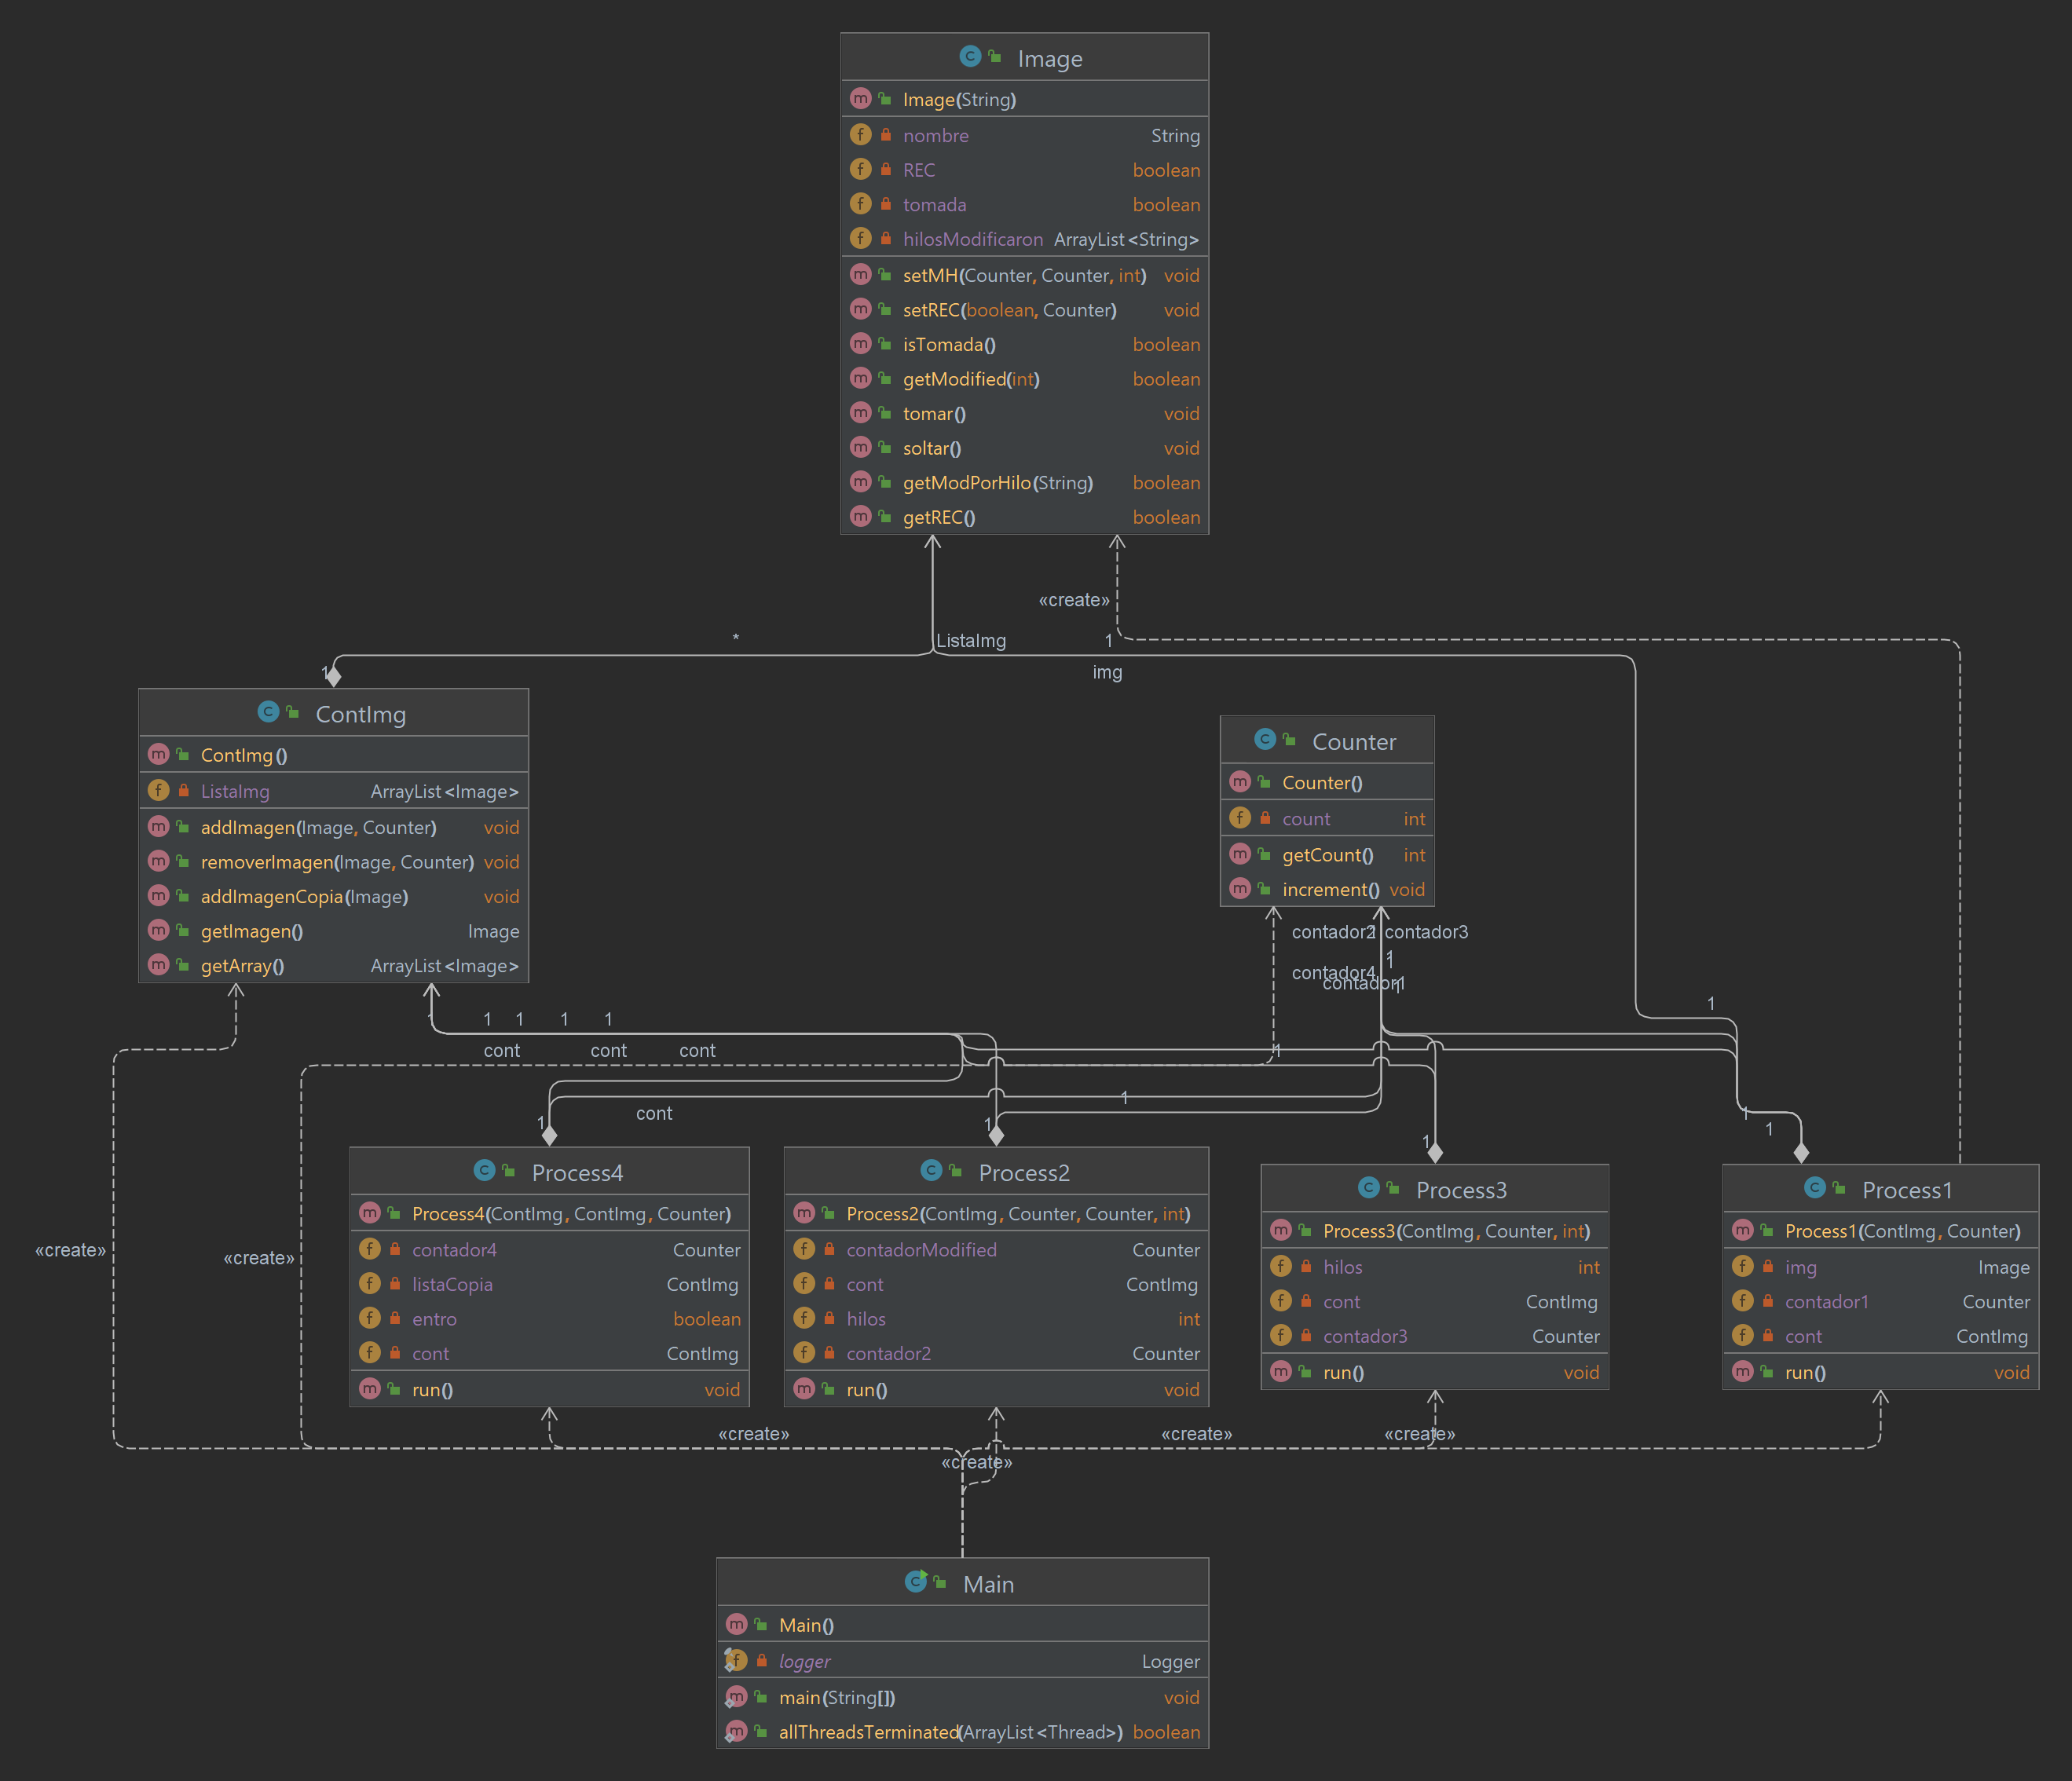 Image
Image(String)
nombre String
REC boolean
tomada boolean
hilosModificaron ArrayList<String>
setMH(Counter, Counter, int) void
setREC(boolean, Counter) void
isTomada() boolean
getModified(int) boolean
tomar() void
soltar() void
getModPorHilo(String) boolean
getREC() boolean
«create»
* ListaImg 1
1 img
ContImg
ContImg()
ListaImg ArrayList<Image>
addImagen(Image, Counter) void
removerImagen(Image, Counter) void
addImagenCopia(Image) void
getImagen() Image
getArray() ArrayList<Image>
Counter
Counter()
count int
getCount() int
increment() void
contador2 contador3
1
contador4
contador1
1
1
1 1 1 1 1
cont cont cont 1
1
cont
1 1 1 1 1
Process4
Process4(ContImg, ContImg, Counter)
contador4 Counter
listaCopia ContImg
entro boolean
cont ContImg
run() void
Process2
Process2(ContImg, Counter, Counter, int)
contadorModified Counter
cont ContImg
hilos int
contador2 Counter
run() void
Process3
Process3(ContImg, Counter, int)
hilos int
cont ContImg
contador3 Counter
run() void
Process1
Process1(ContImg, Counter)
img Image
contador1 Counter
cont ContImg
run() void
«create» «create»
«create» «create» «create»
«create»
Main
Main()
logger Logger
main(String[]) void
allThreadsTerminated(ArrayList<Thread>) boolean